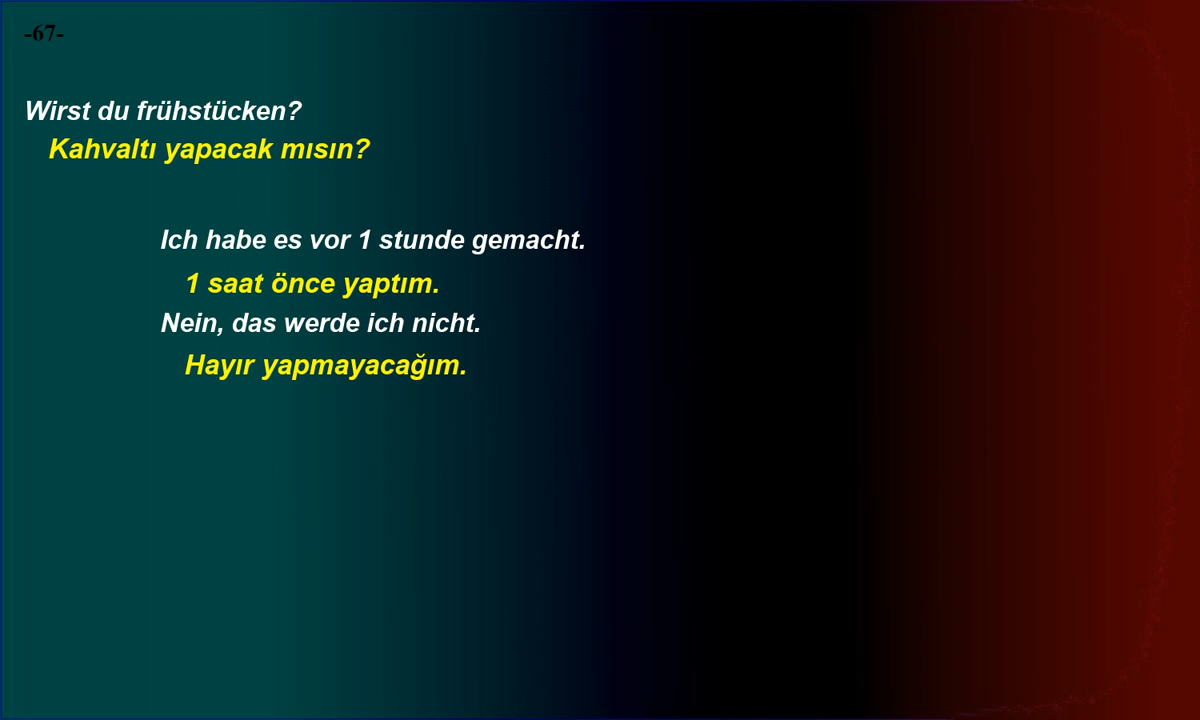 -67-
Wirst du frühstücken?
Kahvaltı yapacak mısın?
Ich habe es vor 1 stunde gemacht.
1 saat önce yaptım.
Nein, das werde ich nicht.
Hayır yapmayacağım.